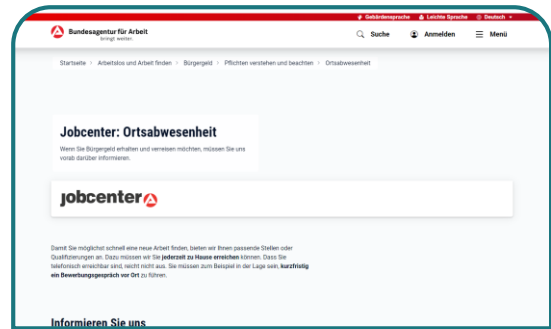 Gebärdensprache Leichte Sprache Deutsch
Bundesagentur für Arbeit
bringt weiter.
Suche Anmelden Menü
Startseite › Arbeitslos und Arbeit finden › Bürgergeld › Pflichten verstehen und beachten › Ortsabwesenheit
Jobcenter: Ortsabwesenheit
Wenn Sie Bürgergeld erhalten und verreisen möchten, müssen Sie uns
vorab darüber informieren.
jobcenter
Damit Sie möglichst schnell eine neue Arbeit finden, bieten wir Ihnen passende Stellen oder
Qualifizierungen an. Dazu müssen wir Sie jederzeit zu Hause erreichen können. Dass Sie
telefonisch erreichbar sind, reicht nicht aus. Sie müssen zum Beispiel in der Lage sein, kurzfristig
ein Bewerbungsgespräch vor Ort zu führen.
Informieren Sie uns